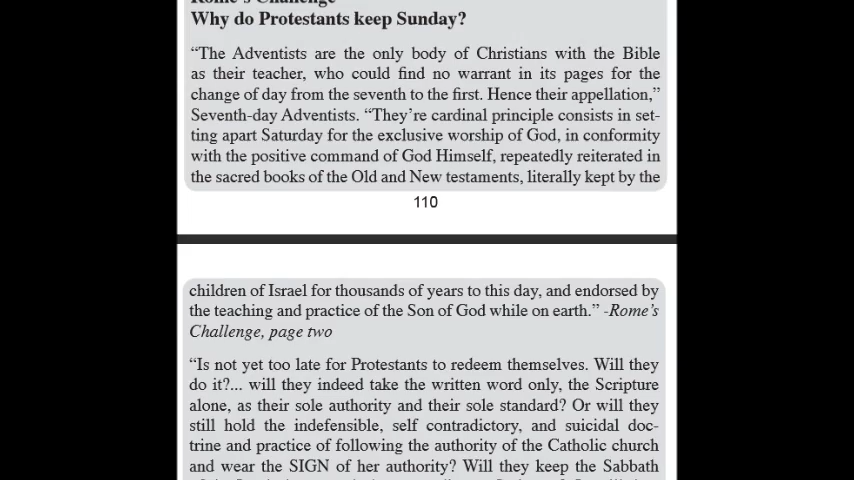 Rome's Challenge
Why do Protestants keep Sunday?
“The Adventists are the only body of Christians with the Bible
as their teacher, who could find no warrant in its pages for the
change of day from the seventh to the first. Hence their appellation,”
Seventh-day Adventists. “They’re cardinal principle consists in set-
ting apart Saturday for the exclusive worship of God, in conformity
with the positive command of God Himself, repeatedly reiterated in
the sacred books of the Old and New testaments, literally kept by the
110
children of Israel for thousands of years to this day, and endorsed by
the teaching and practice of the Son of God while on earth.” -Rome’s
Challenge, page two
“Is not yet too late for Protestants to redeem themselves. Will they
do it?... will they indeed take the written word only, the Scripture
alone, as their sole authority and their sole standard? Or will they
still hold the indefensible, self contradictory, and suicidal doc-
trine and practice of following the authority of the Catholic church
and wear the SIGN of her authority? Will they keep the Sabbath